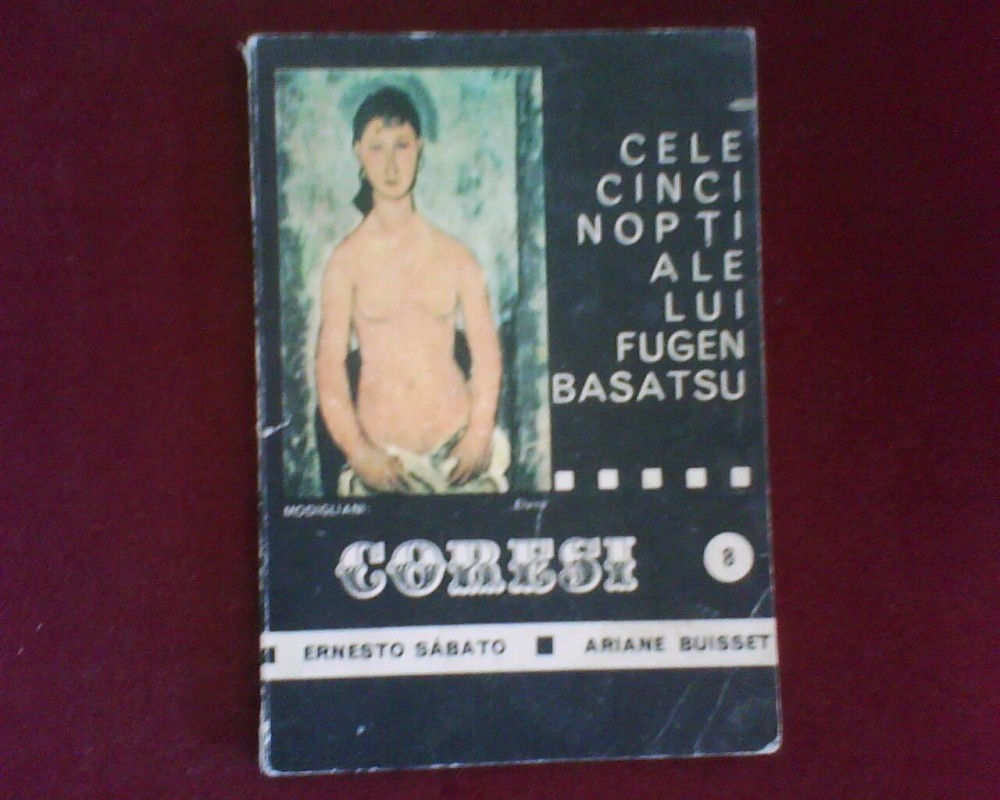 CELE
CINCI
NOPȚI
ALE
LUI
FUGEN
BASATSU
MODIGLIANI:
CORESI
8
ERNESTO SÁBATO ■ ARIANE BUISSET